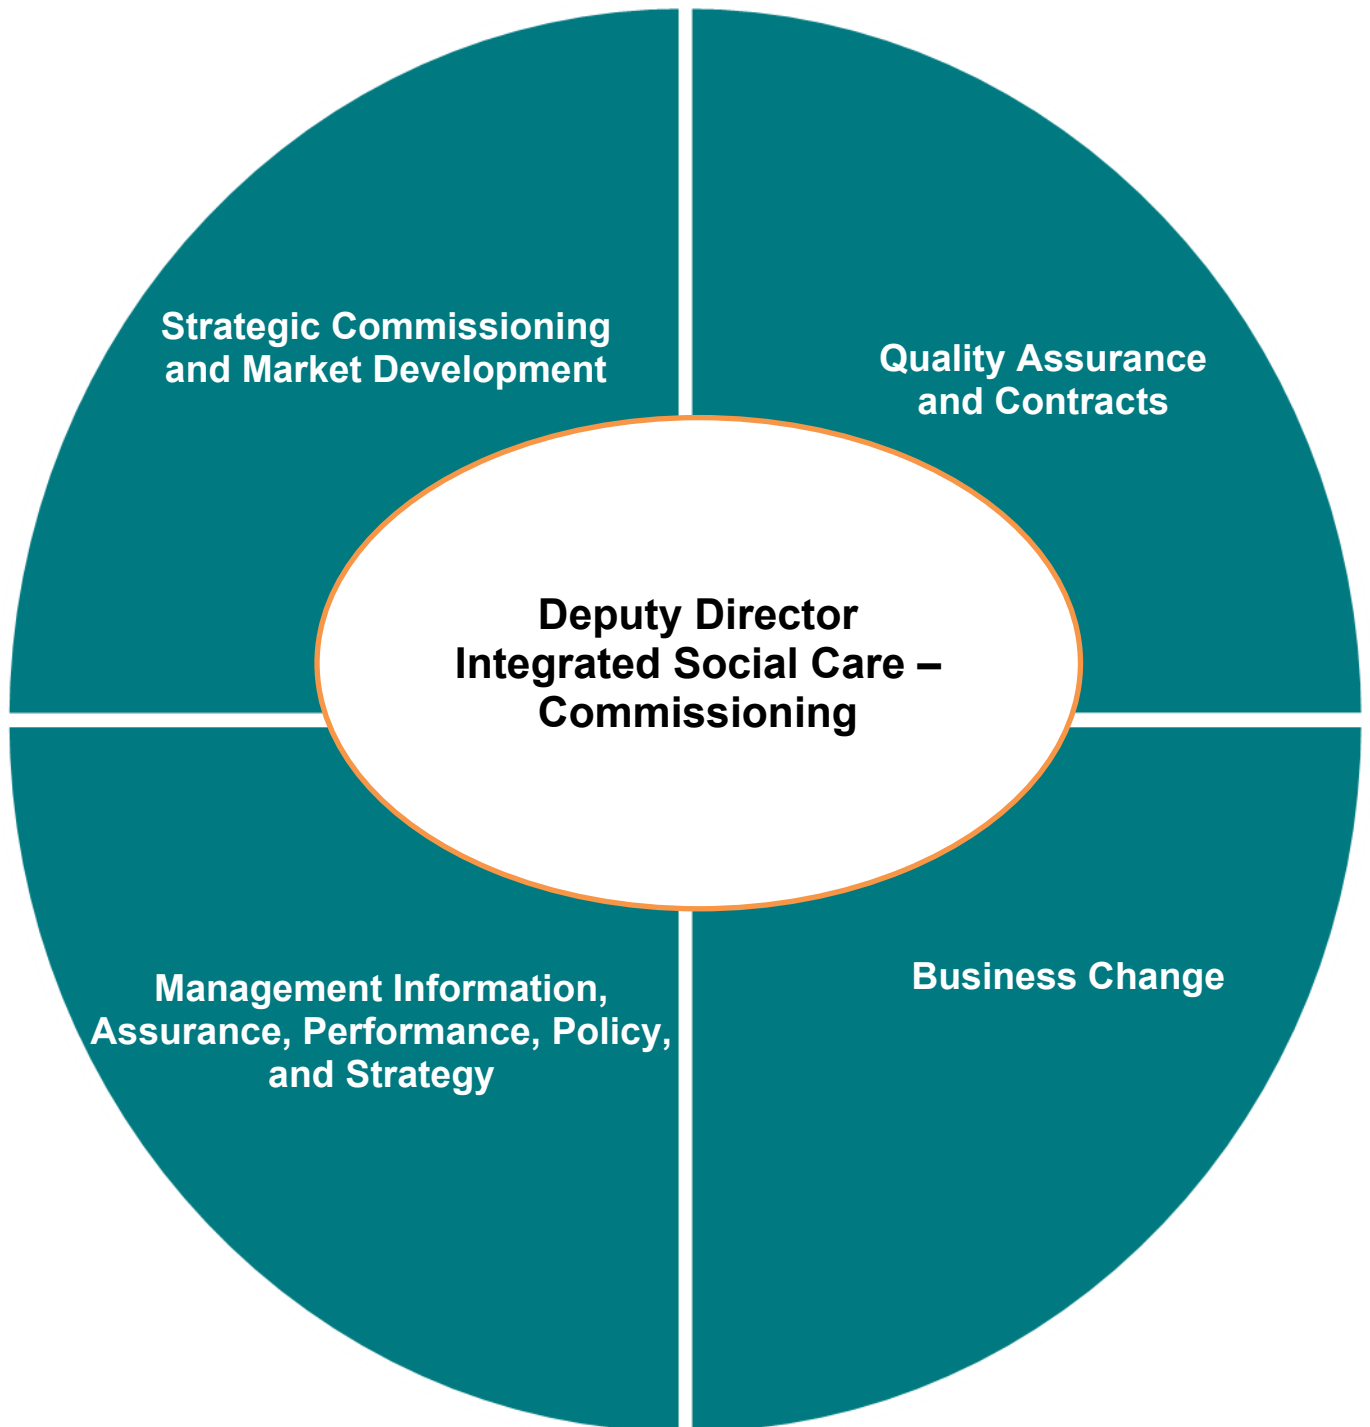 Strategic Commissioning
and Market Development
Quality Assurance
and Contracts
Deputy Director
Integrated Social Care –
Commissioning
Management Information,
Assurance, Performance, Policy,
and Strategy
Business Change